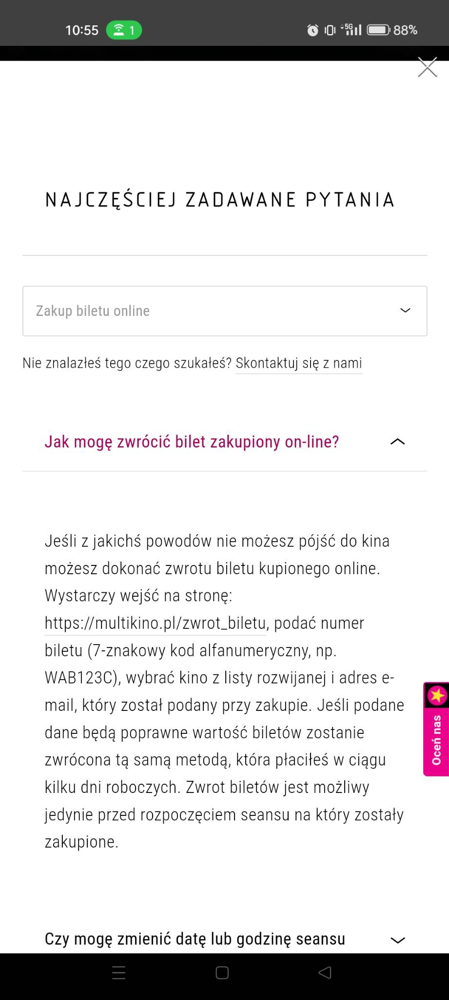 10:55
1
5G
88%
NAJCZĘŚCIEJ ZADAWANE PYTANIA
Zakup biletu online
Nie znalazłeś tego czego szukałeś? Skontaktuj się z nami
Jak mogę zwrócić bilet zakupiony on-line?
Jeśli z jakichś powodów nie możesz pójść do kina
możesz dokonać zwrotu biletu kupionego online.
Wystarczy wejść na stronę:
https://multikino.pl/zwrot_biletu, podać numer
biletu (7-znakowy kod alfanumeryczny, np.
WAB123C), wybrać kino z listy rozwijanej i adres e-
mail, który został podany przy zakupie. Jeśli podane
dane będą poprawne wartość biletów zostanie
zwrócona tą samą metodą, która płaciłeś w ciągu
kilku dni roboczych. Zwrot biletów jest możliwy
jedynie przed rozpoczęciem seansu na który zostały
zakupione.
Oceń nas
Czy mogę zmienić datę lub godzinę seansu